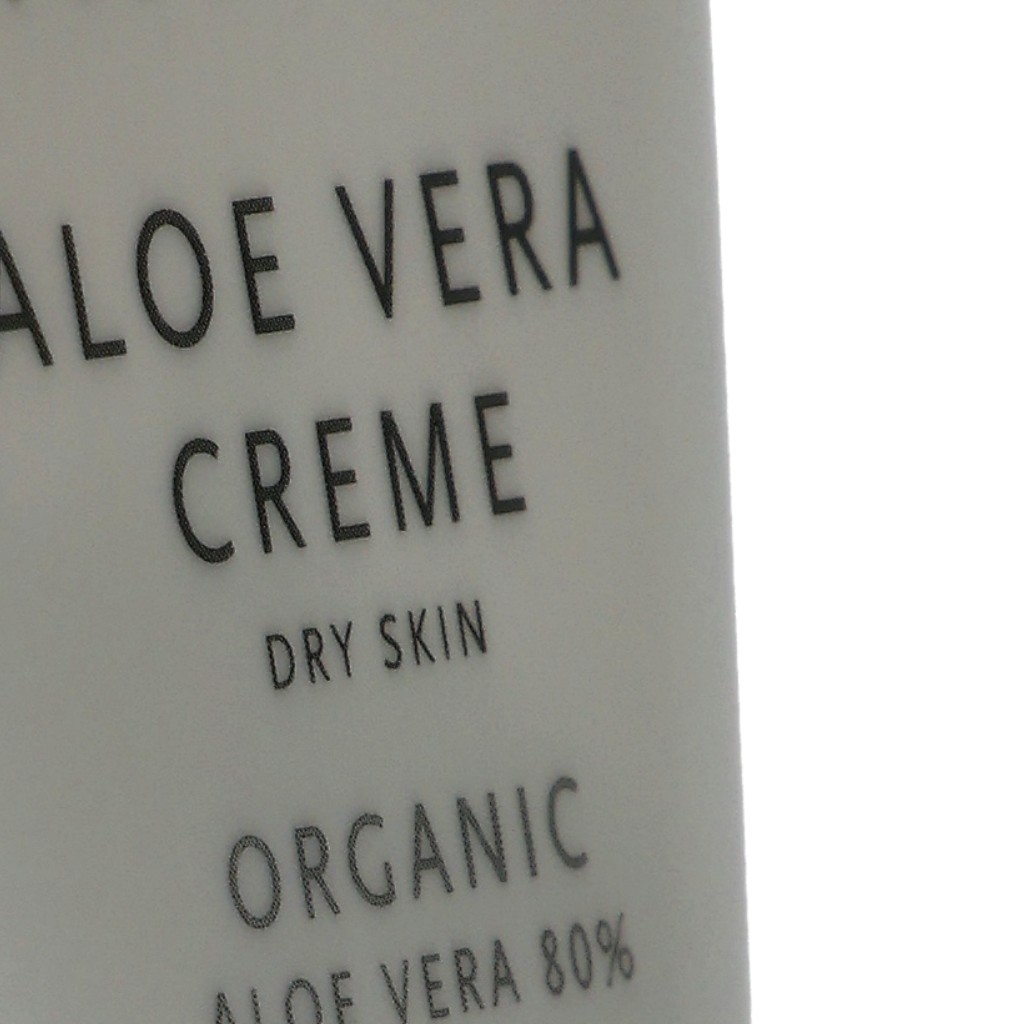 ALOE VERA
CREME
DRY SKIN
ORGANIC
ALOE VERA 80%